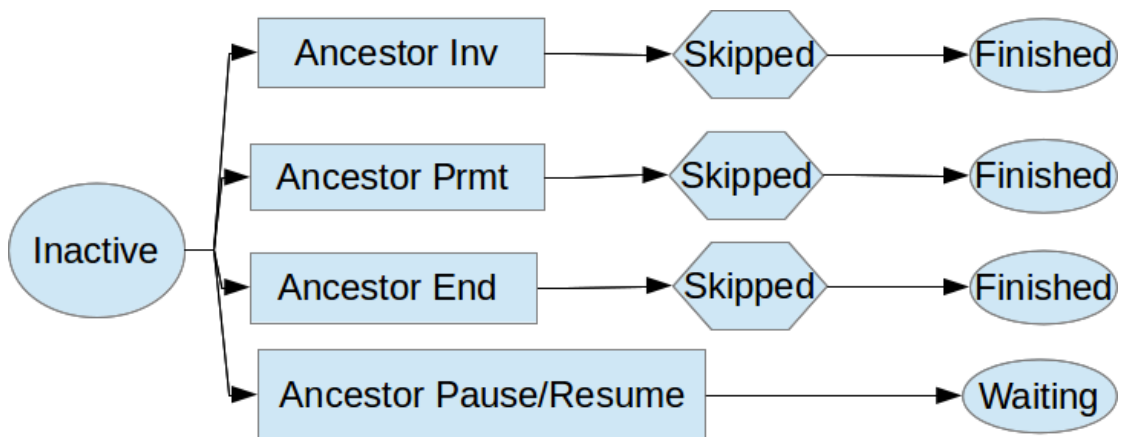 Ancestor Inv
Skipped
Finished
Ancestor Prmt
Skipped
Finished
Inactive
Ancestor End
Skipped
Finished
Ancestor Pause/Resume
Waiting